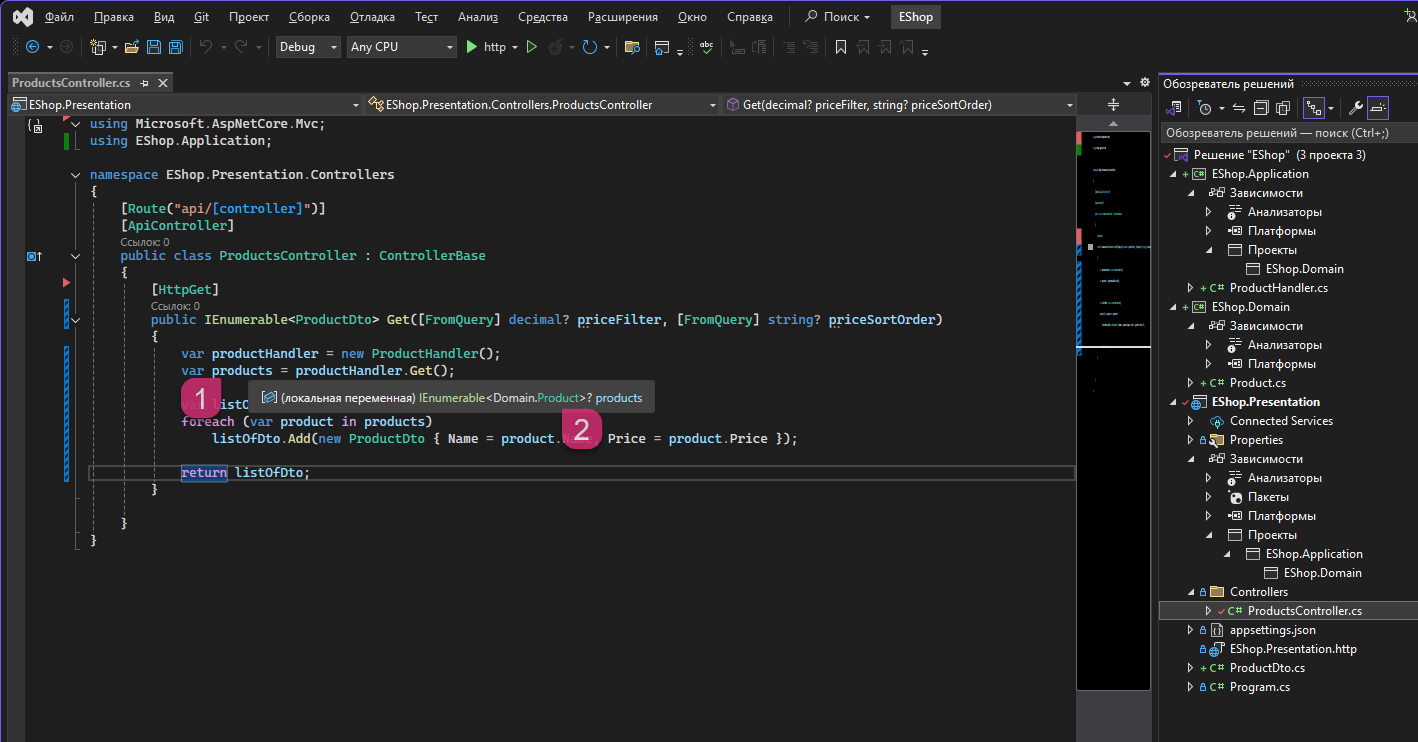 Файл Правка Вид Git Проект Сборка Отладка Тест Анализ Средства Расширения Окно Справка Поиск EShop
Debug Any CPU http
ProductsController.cs
EShop.Presentation EShop.Presentation.Controllers.ProductsController Get(decimal? priceFilter, string? priceSortOrder)
using Microsoft.AspNetCore.Mvc;
using EShop.Application;
namespace EShop.Presentation.Controllers
{
[Route("api/[controller]")]
[ApiController]
Ссылок: 0
public class ProductsController : ControllerBase
{
[HttpGet]
Ссылок: 0
public IEnumerable<ProductDto> Get([FromQuery] decimal? priceFilter, [FromQuery] string? priceSortOrder)
{
var productHandler = new ProductHandler();
var products = productHandler.Get();
1
(локальная переменная) IEnumerable<Domain.Product>? products
foreach (var product in products)
2
listOfDto.Add(new ProductDto { Name = product.Name, Price = product.Price });
return listOfDto;
}
}
}
Обозреватель решений
Обозреватель решений — поиск (Ctrl+;)
Решение "EShop" (3 проекта 3)
EShop.Application
Зависимости
Анализаторы
Платформы
Проекты
EShop.Domain
ProductHandler.cs
EShop.Domain
Зависимости
Анализаторы
Платформы
Product.cs
EShop.Presentation
Connected Services
Properties
Зависимости
Анализаторы
Пакеты
Платформы
Проекты
EShop.Application
EShop.Domain
Controllers
ProductsController.cs
appsettings.json
EShop.Presentation.http
ProductDto.cs
Program.cs